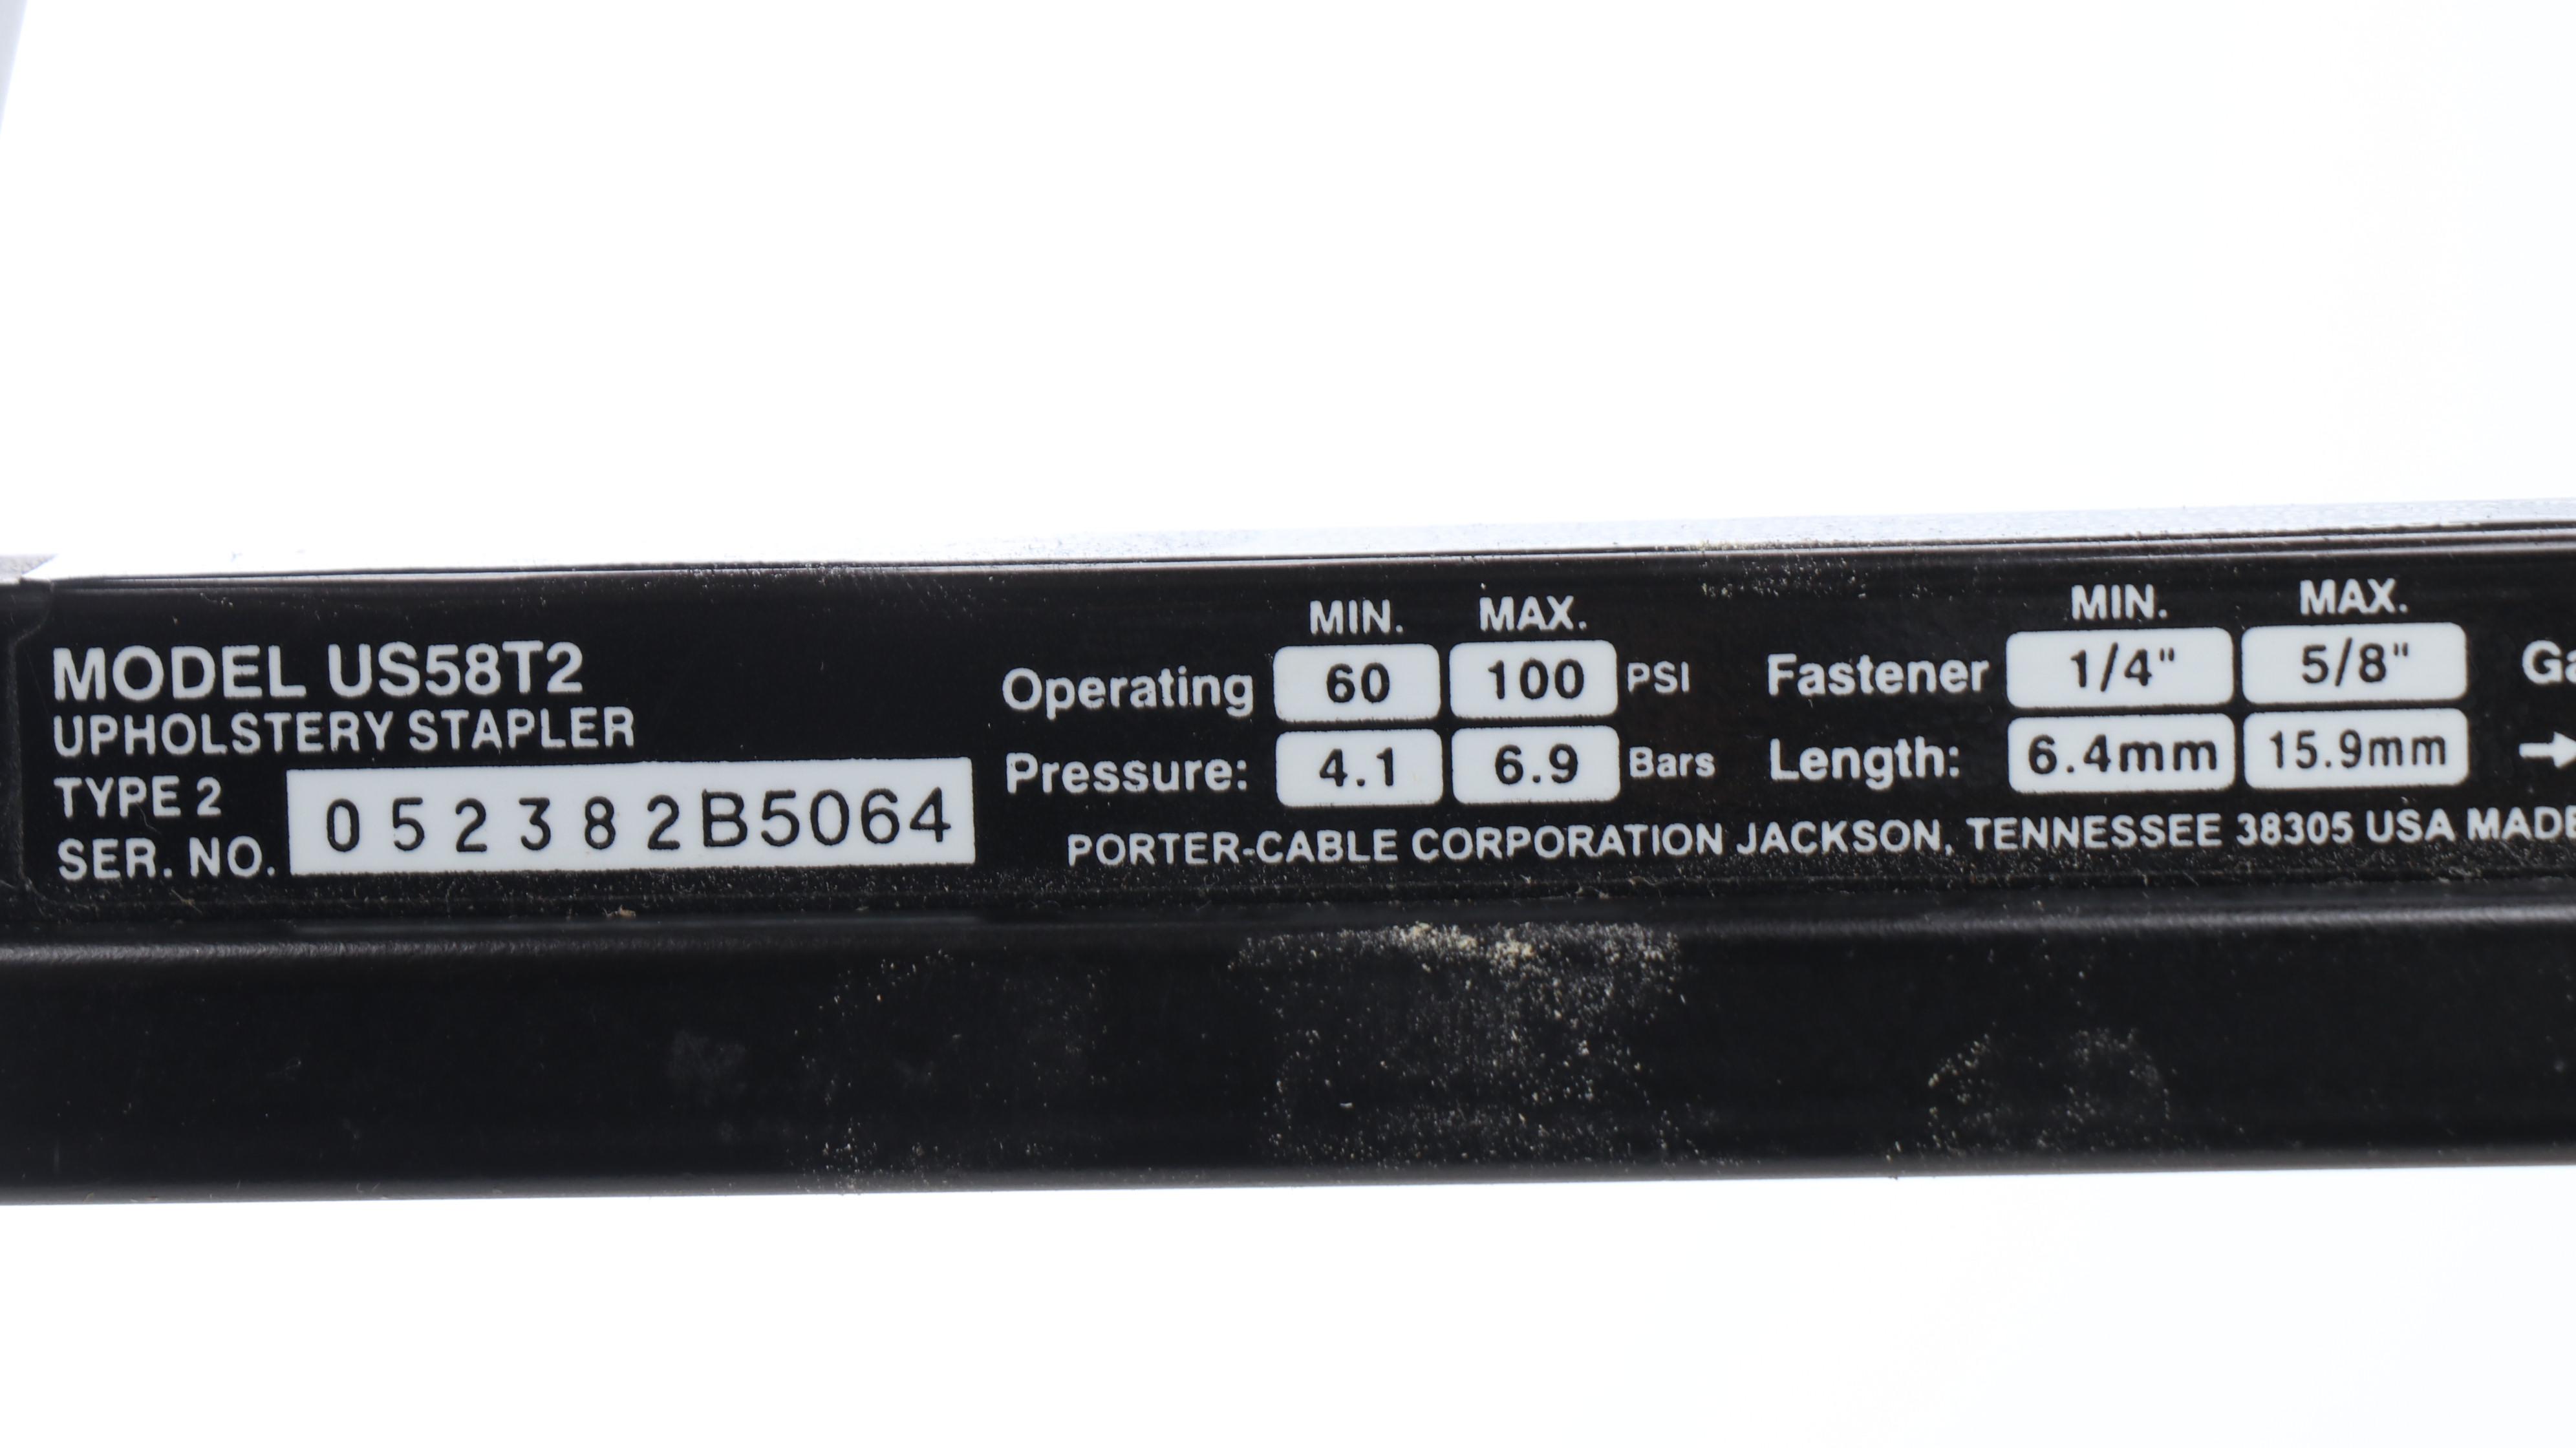 MODEL US58T2
UPHOLSTERY STAPLER
TYPE 2
SER. NO. 052382B5064
MIN. MAX.
Operating 60 100 PSI
Pressure: 4.1 6.9 Bars
MIN. MAX.
Fastener 1/4" 5/8"
Length: 6.4mm 15.9mm
Ga
→
PORTER-CABLE CORPORATION JACKSON, TENNESSEE 38305 USA MADE